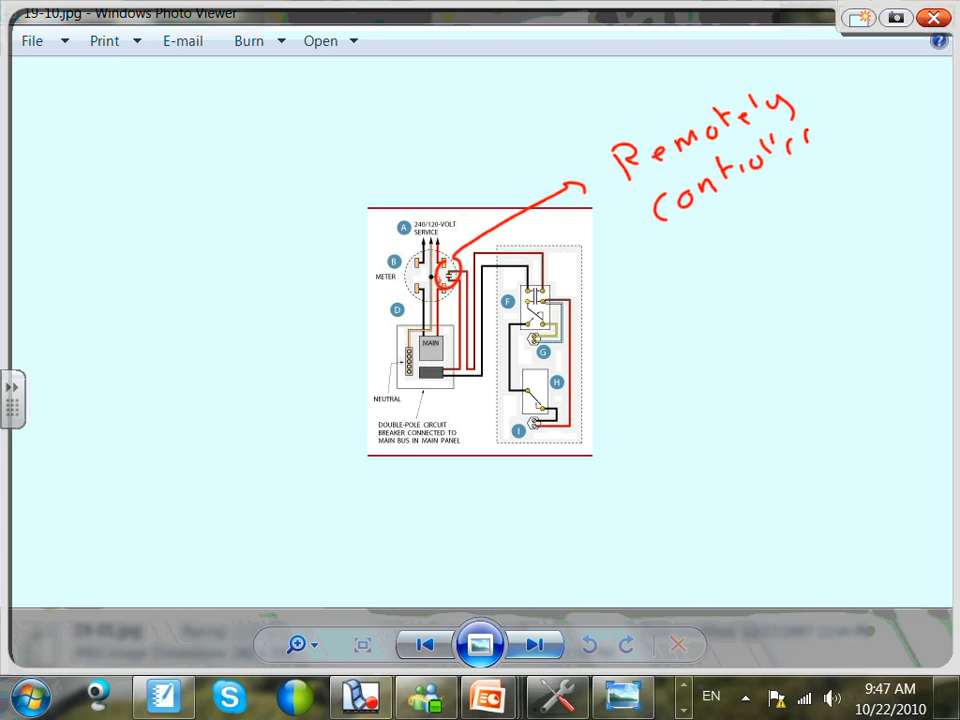 19-10.jpg - Windows Photo Viewer
File Print E-mail Burn Open
Remotely
A 240/120-VOLT
SERVICE
B
METER
D
MAIN
NEUTRAL
DOUBLE-POLE CIRCUIT
BREAKER CONNECTED TO
MAIN BUS IN MAIN PANEL
F
G
H
I
EN
9:47 AM
10/22/2010